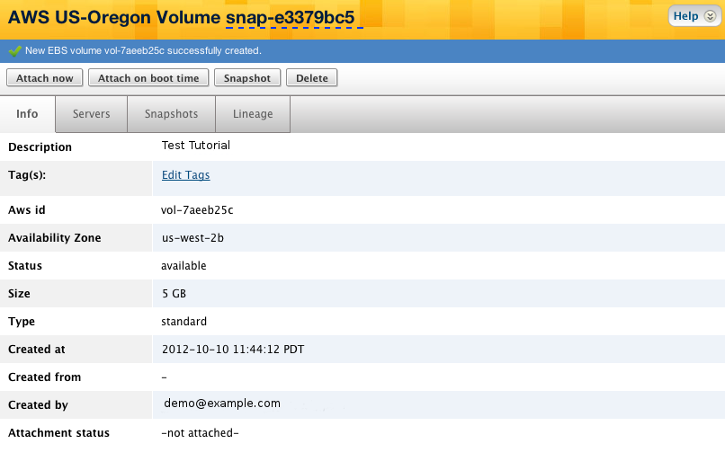 AWS US-Oregon Volume snap-e3379bc5
Help
New EBS volume vol-7aeeb25c successfully created.
Attach now Attach on boot time Snapshot Delete
Info Servers Snapshots Lineage
Description Test Tutorial
Tag(s): Edit Tags
Aws id vol-7aeeb25c
Availability Zone us-west-2b
Status available
Size 5 GB
Type standard
Created at 2012-10-10 11:44:12 PDT
Created from -
Created by demo@example.com
Attachment status -not attached-